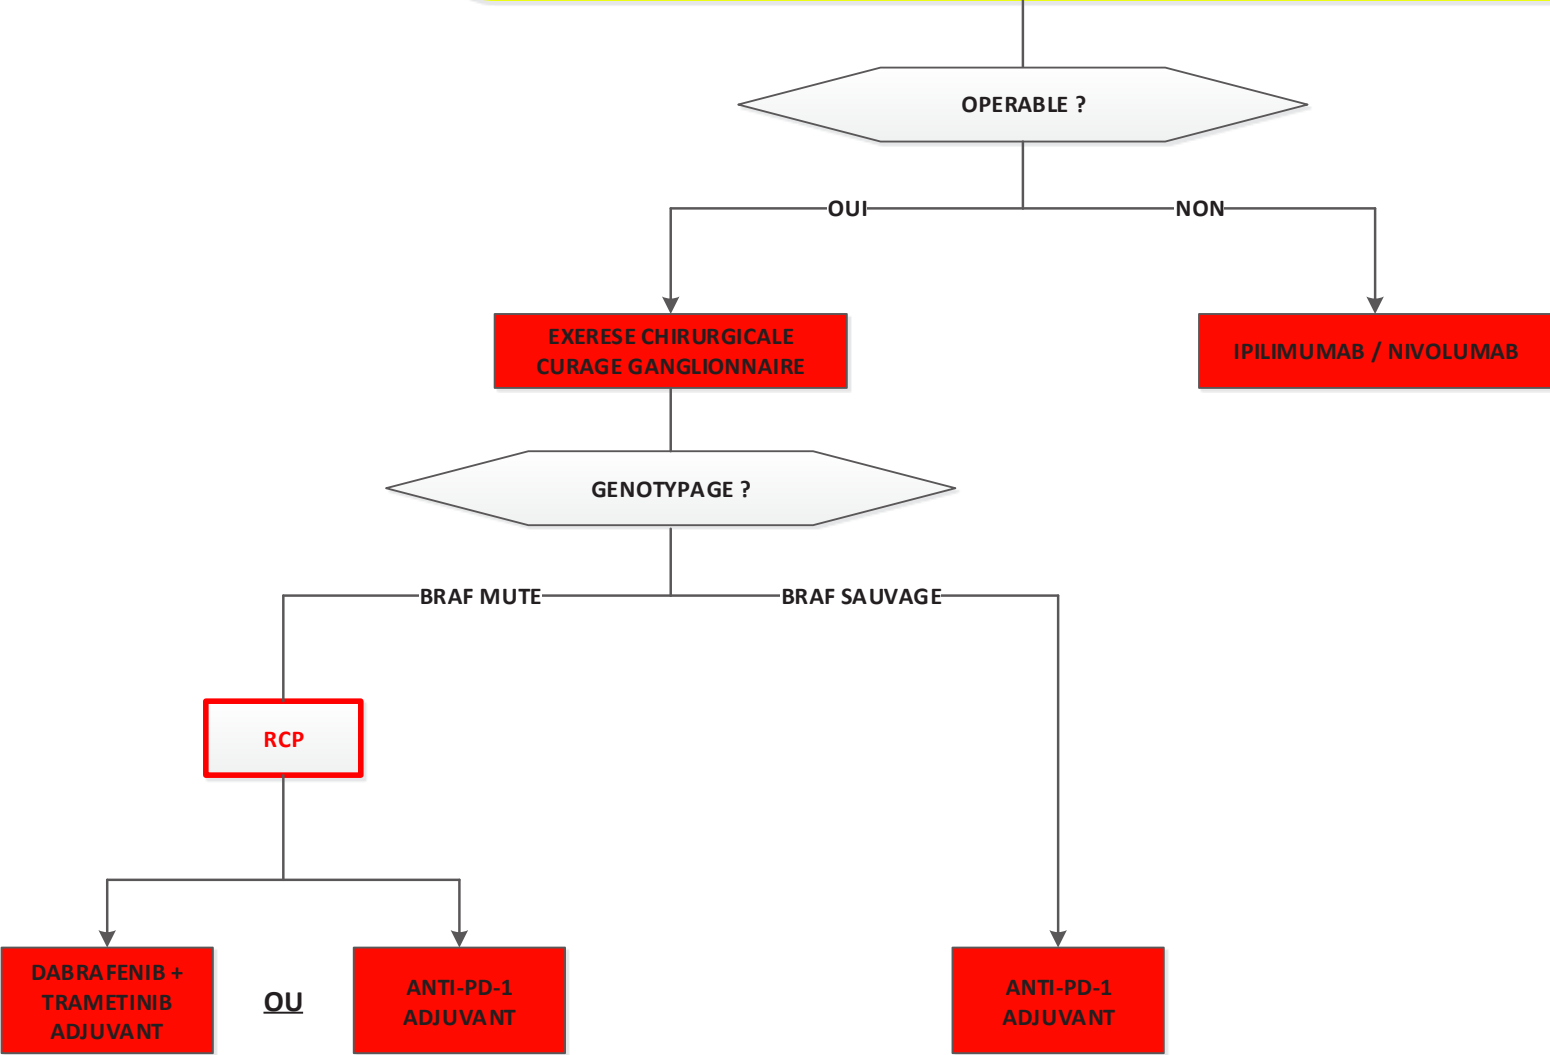 OPERABLE ?
OUI
NON
EXERESE CHIRURGICALE
CURAGE GANGLIONNAIRE
IPILIMUMAB / NIVOLUMAB
GENOTYPAGE ?
BRAF MUTE
BRAF SAUVAGE
RCP
DABRAFENIB +
TRAMETINIB
ADJUVANT
OU
ANTI-PD-1
ADJUVANT
ANTI-PD-1
ADJUVANT